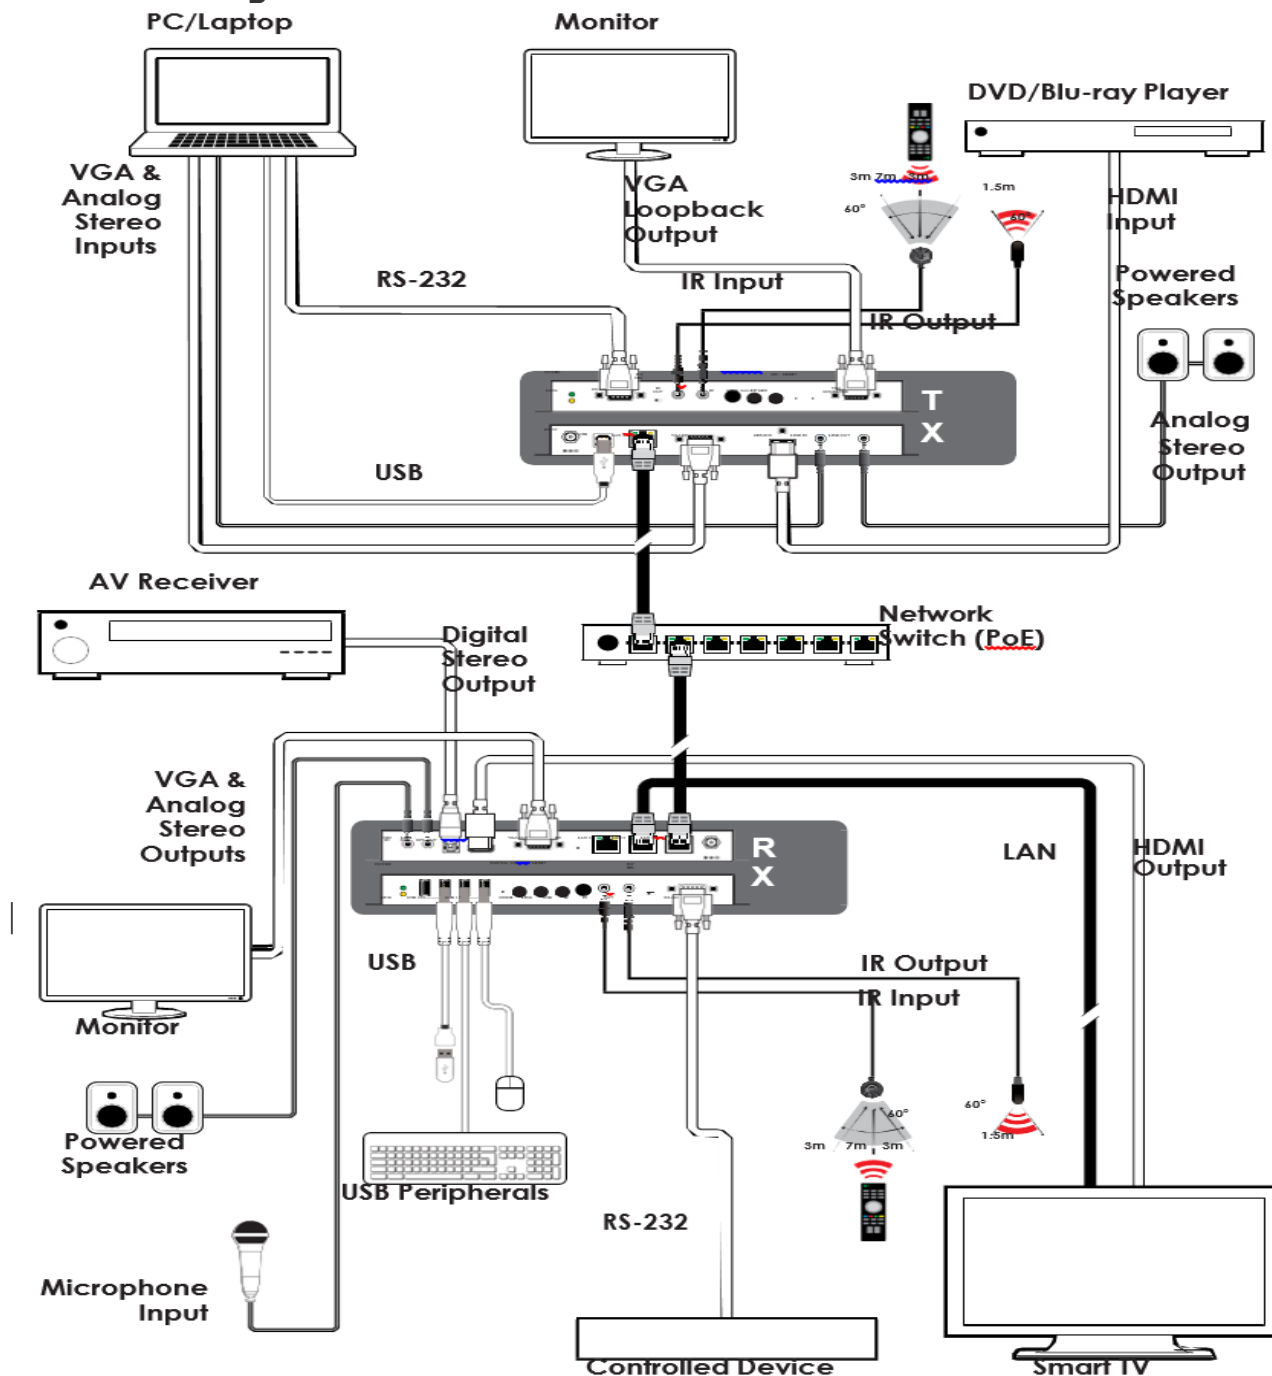 PC/Laptop
Monitor
DVD/Blu-ray Player
VGA &
Analog
Stereo
Inputs
VGA
Loopback
Output
3m 7m 3m
60°
1.5m
60°
HDMI
Input
RS-232
IR Input
IR Output
Powered
Speakers
T
X
Analog
Stereo
Output
USB
AV Receiver
Digital
Stereo
Output
Network
Switch (PoE)
VGA &
Analog
Stereo
Outputs
R
X
LAN
HDMI
Output
USB
IR Output
IR Input
Monitor
60°
60°
1.5m
3m 7m 3m
Powered
Speakers
USB Peripherals
RS-232
Microphone
Input
Controlled Device
Smart TV